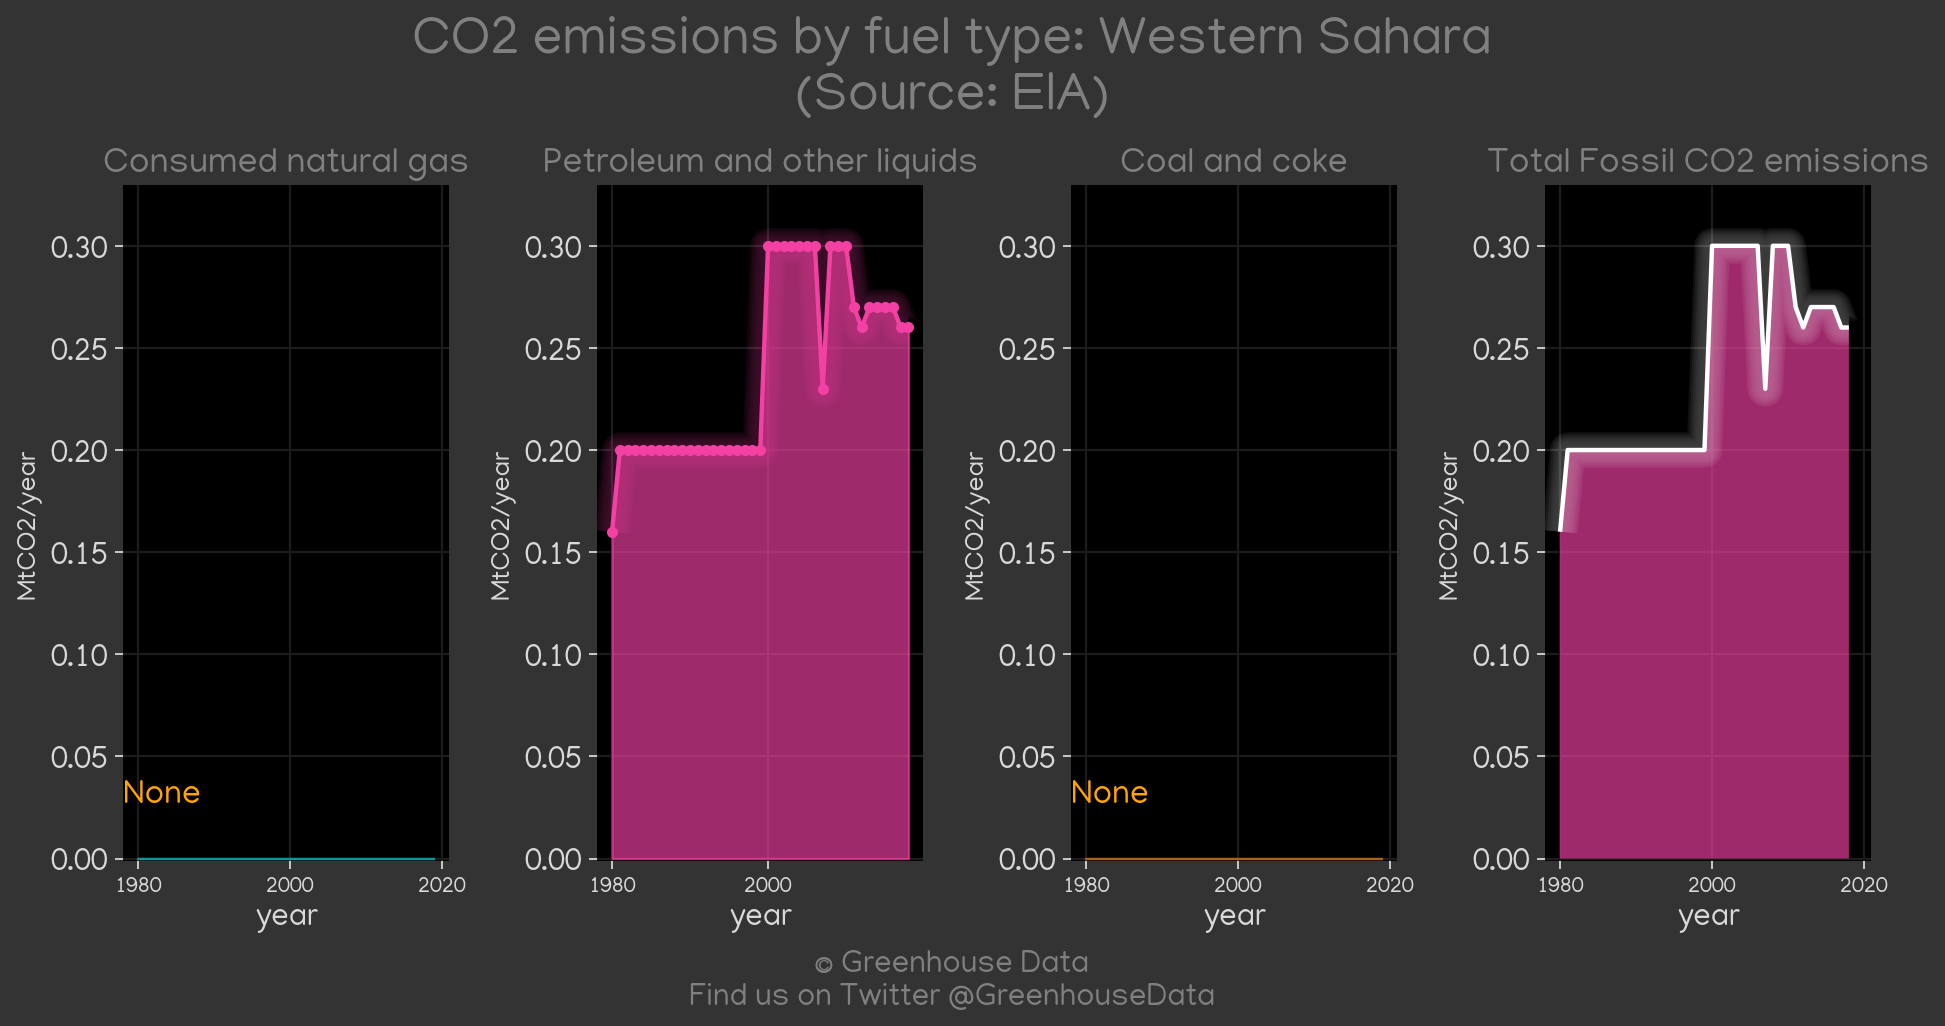 CO2 emissions by fuel type: Western Sahara
(Source: EIA)
Consumed natural gas
MtCO2/year
0.30
0.25
0.20
0.15
0.10
0.05
0.00
None
1980 2000 2020
year
Petroleum and other liquids
MtCO2/year
0.30
0.25
0.20
0.15
0.10
0.05
0.00
1980 2000
year
Coal and coke
MtCO2/year
0.30
0.25
0.20
0.15
0.10
0.05
0.00
None
1980 2000 2020
year
Total Fossil CO2 emissions
MtCO2/year
0.30
0.25
0.20
0.15
0.10
0.05
0.00
1980 2000 2020
year
© Greenhouse Data
Find us on Twitter @GreenhouseData